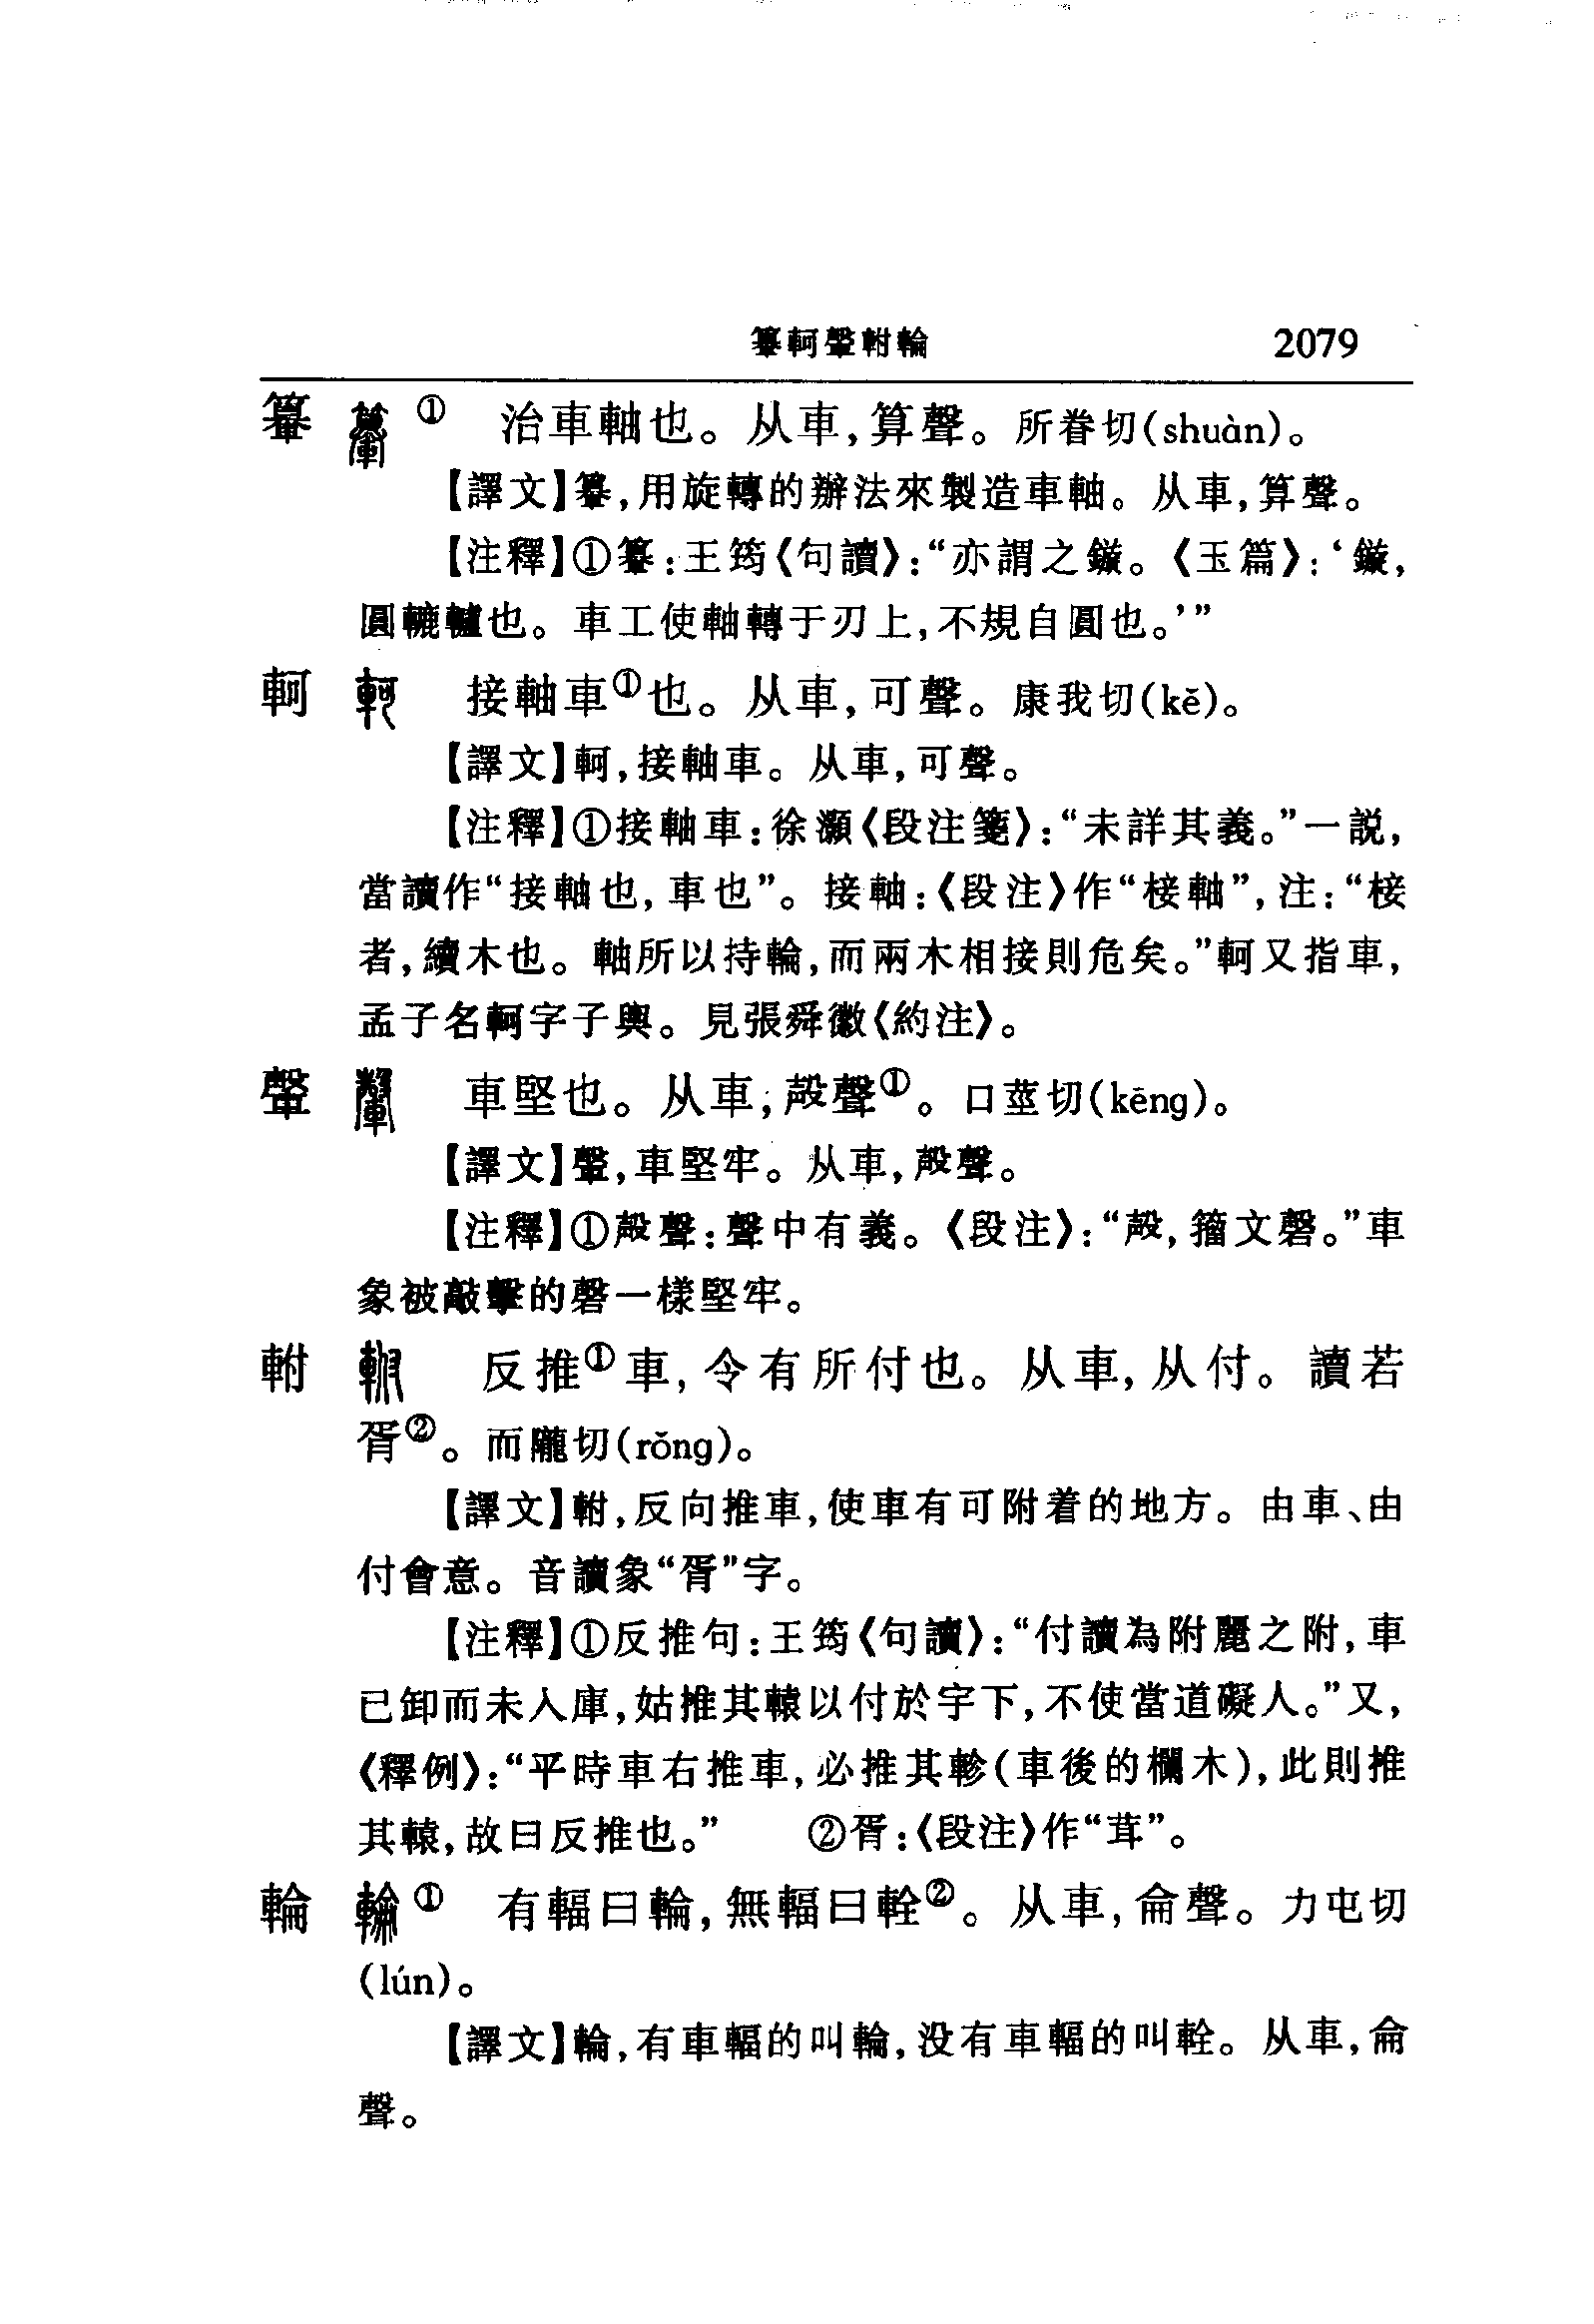 䡅軻䡰軵輪 2079
䡅 ① 治車軸也。从車,算聲。所眷切(shuàn)。
【譯文】䡅,用旋轉的辦法來製造車軸。从車,算聲。
【注釋】①䡅:王筠《句讀》:“亦謂之鏇。《玉篇》:‘鏇,
圓轆轤也。車工使軸轉于刃上,不規自圓也。’”
軻 接軸車①也。从車,可聲。康我切(kě)。
【譯文】軻,接軸車。从車,可聲。
【注釋】①接軸車:徐灝《段注箋》:“未詳其義。”一説,
當讀作“接軸也,車也”。接軸:《段注》作“椄軸”,注:“椄
者,續木也。軸所以持輪,而兩木相接則危矣。”軻又指車,
孟子名軻字子輿。見張舜徽《約注》。
䡰 車堅也。从車,殸聲①。口莖切(kēng)。
【譯文】䡰,車堅牢。从車,殸聲。
【注釋】①殸聲:聲中有義。《段注》:“殸,籀文磬。”車
象被敲擊的磬一樣堅牢。
軵 反推①車,令有所付也。从車,从付。讀若
胥②。而隴切(rǒng)。
【譯文】軵,反向推車,使車有可附着的地方。由車、由
付會意。音讀象“胥”字。
【注釋】①反推句:王筠《句讀》:“付讀為附麗之附,車
已卸而未入庫,姑推其轅以付於宇下,不使當道礙人。”又,
《釋例》:“平時車右推車,必推其軫(車後的欄木),此則推
其轅,故曰反推也。” ②胥:《段注》作“茸”。
輪 ① 有輻曰輪,無輻曰輇②。从車,侖聲。力屯切
(lún)。
【譯文】輪,有車輻的叫輪,没有車輻的叫輇。从車,侖
聲。